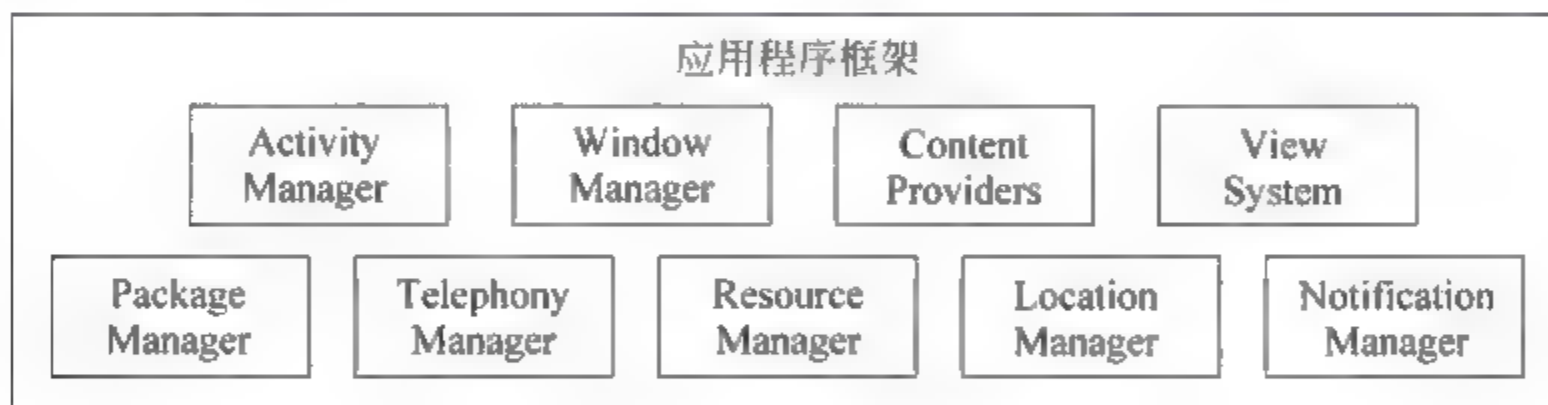 应用程序框架
Activity
Manager
Window
Manager
Content
Providers
View
System
Package
Manager
Telephony
Manager
Resource
Manager
Location
Manager
Notification
Manager